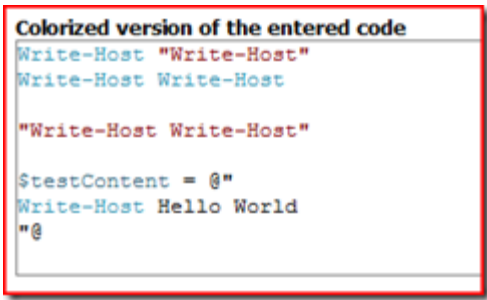 Colorized version of the entered code
Write-Host "Write-Host"
Write-Host Write-Host
"Write-Host Write-Host"
$testContent = @"
Write-Host Hello World
"@